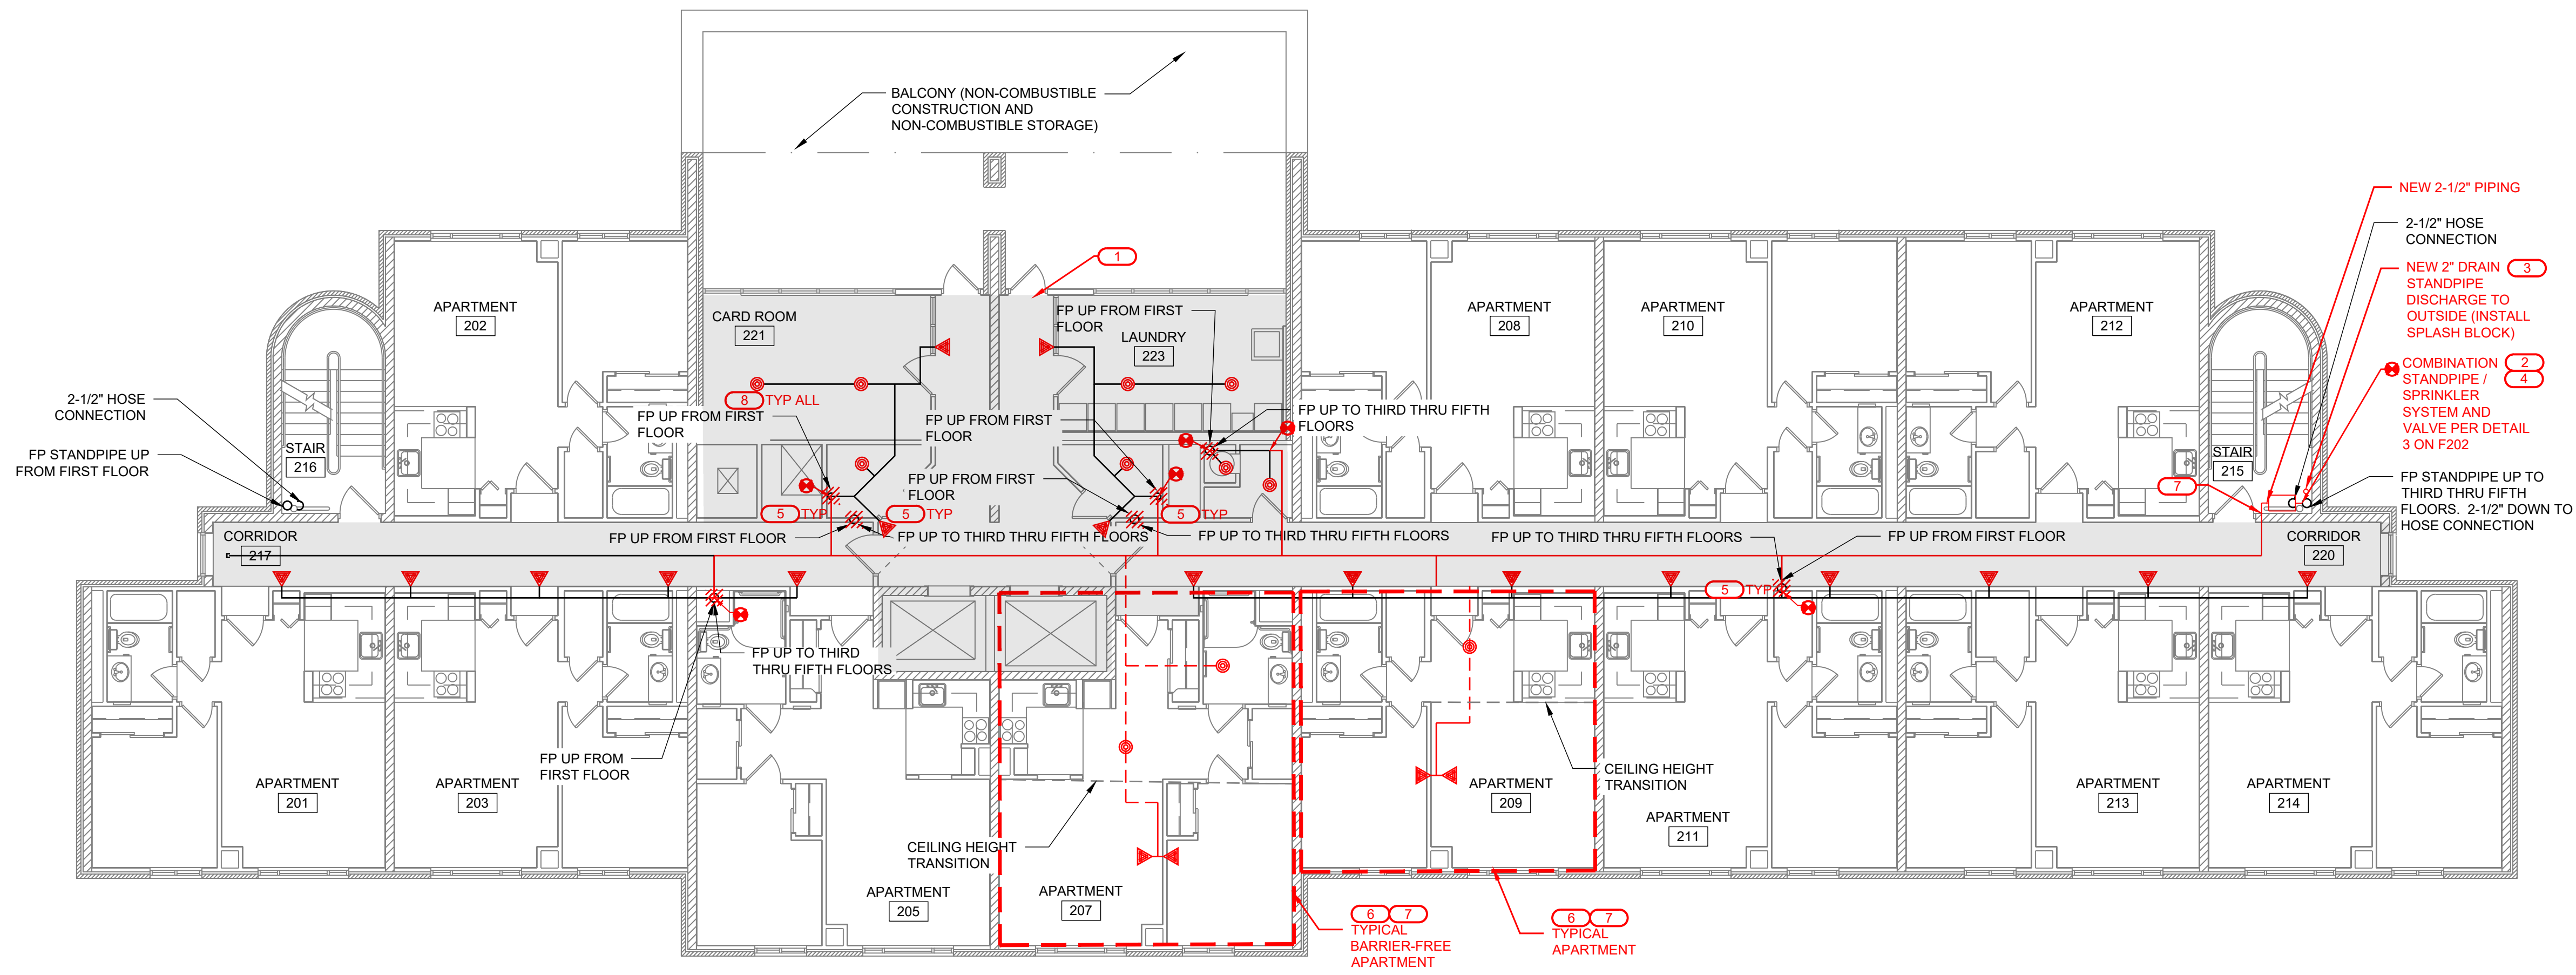 BALCONY (NON-COMBUSTIBLE
CONSTRUCTION AND
NON-COMBUSTIBLE STORAGE)
NEW 2-1/2" PIPING
2-1/2" HOSE
CONNECTION
NEW 2" DRAIN 3
STANDPIPE
DISCHARGE TO
OUTSIDE (INSTALL
SPLASH BLOCK)
COMBINATION 2
STANDPIPE / 4
SPRINKLER
SYSTEM AND
VALVE PER DETAIL
3 ON F202
FP STANDPIPE UP TO
THIRD THRU FIFTH
FLOORS. 2-1/2" DOWN TO
HOSE CONNECTION
1
APARTMENT
202
CARD ROOM
221
FP UP FROM FIRST
FLOOR
LAUNDRY
223
APARTMENT
208
APARTMENT
210
APARTMENT
212
2-1/2" HOSE
CONNECTION
FP STANDPIPE UP
FROM FIRST FLOOR
STAIR
216
8 TYP ALL
FP UP FROM FIRST
FLOOR
FP UP FROM FIRST
FLOOR
FP UP TO THIRD THRU FIFTH
FLOORS
FP UP FROM FIRST
FLOOR
STAIR
215
7
5 TYP
5 TYP
5 TYP
CORRIDOR
217
FP UP FROM FIRST FLOOR
FP UP TO THIRD THRU FIFTH FLOORS
FP UP TO THIRD THRU FIFTH FLOORS
FP UP TO THIRD THRU FIFTH FLOORS
FP UP FROM FIRST FLOOR
CORRIDOR
220
5 TYP
FP UP TO THIRD
THRU FIFTH FLOORS
FP UP FROM
FIRST FLOOR
APARTMENT
201
APARTMENT
203
CEILING HEIGHT
TRANSITION
APARTMENT
205
APARTMENT
207
APARTMENT
209
CEILING HEIGHT
TRANSITION
APARTMENT
211
APARTMENT
213
APARTMENT
214
6 7
TYPICAL
BARRIER-FREE
APARTMENT
6 7
TYPICAL
APARTMENT